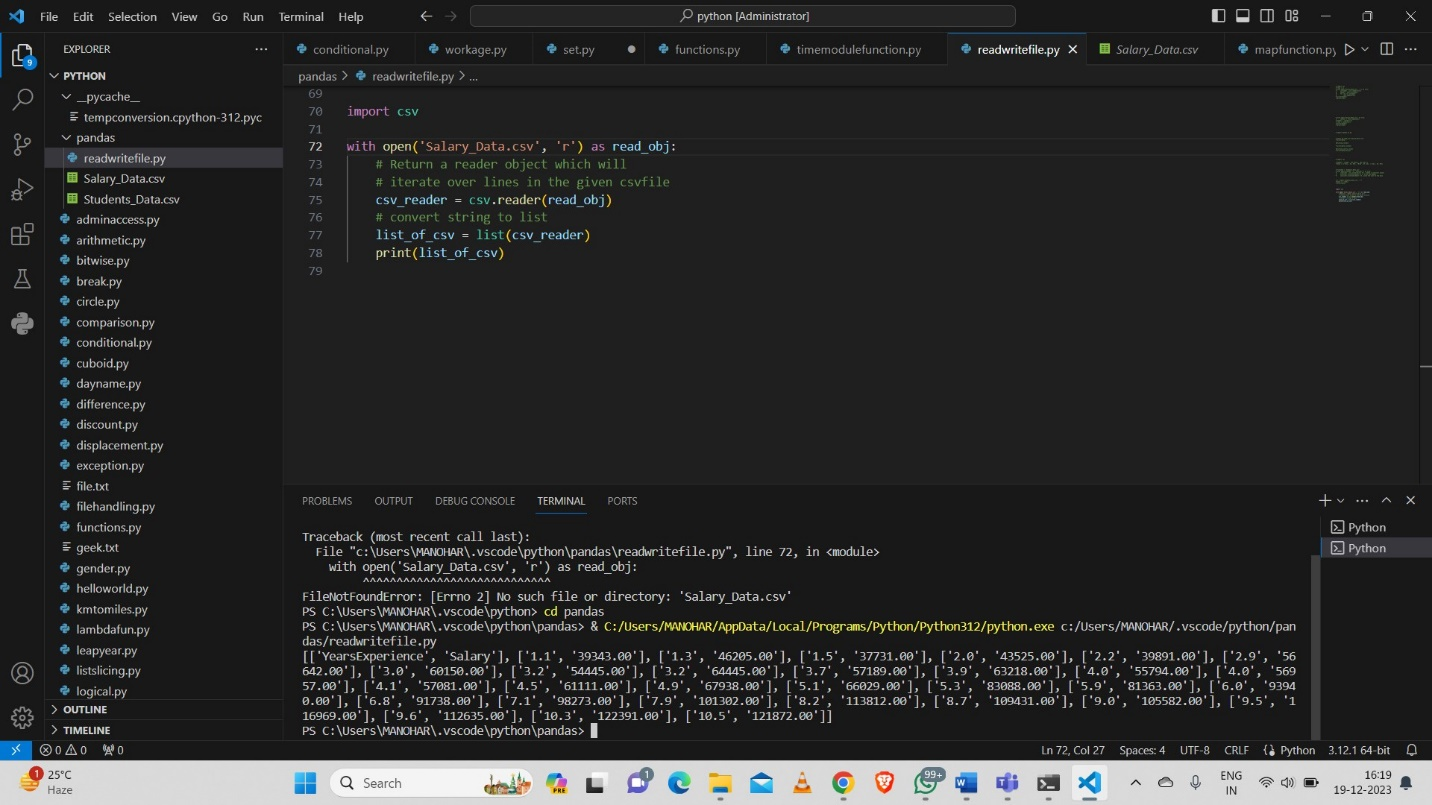 File Edit Selection View Go Run Terminal Help
python [Administrator]
EXPLORER
PYTHON
__pycache__
tempconversion.cpython-312.pyc
pandas
readwritefile.py
Salary_Data.csv
Students_Data.csv
adminaccess.py
arithmetic.py
bitwise.py
break.py
circle.py
comparison.py
conditional.py
cuboid.py
dayname.py
difference.py
discount.py
displacement.py
exception.py
file.txt
filehandling.py
functions.py
geek.txt
gender.py
helloworld.py
kmtomiles.py
lambdafun.py
leapyear.py
listslicing.py
logical.py
OUTLINE
TIMELINE
9
conditional.py workage.py set.py functions.py timemodulefunction.py readwritefile.py Salary_Data.csv mapfunction.py
pandas > readwritefile.py > ...
69
70 import csv
71
72 with open('Salary_Data.csv', 'r') as read_obj:
73 # Return a reader object which will
74 # iterate over lines in the given csvfile
75 csv_reader = csv.reader(read_obj)
76 # convert string to list
77 list_of_csv = list(csv_reader)
78 print(list_of_csv)
79
PROBLEMS OUTPUT DEBUG CONSOLE TERMINAL PORTS
Python
Python
Traceback (most recent call last):
File "c:\Users\MANOHAR\.vscode\python\pandas\readwritefile.py", line 72, in <module>
with open('Salary_Data.csv', 'r') as read_obj:
^^^^^^^^^^^^^^^^^^^^^^^^^^^^
FileNotFoundError: [Errno 2] No such file or directory: 'Salary_Data.csv'
PS C:\Users\MANOHAR\.vscode\python> cd pandas
PS C:\Users\MANOHAR\.vscode\python\pandas> & C:/Users/MANOHAR/AppData/Local/Programs/Python/Python312/python.exe c:/Users/MANOHAR/.vscode/python/pan
das/readwritefile.py
[['YearsExperience', 'Salary'], ['1.1', '39343.00'], ['1.3', '46205.00'], ['1.5', '37731.00'], ['2.0', '43525.00'], ['2.2', '39891.00'], ['2.9', '56
642.00'], ['3.0', '60150.00'], ['3.2', '54445.00'], ['3.2', '64445.00'], ['3.7', '57189.00'], ['3.9', '63218.00'], ['4.0', '55794.00'], ['4.0', '569
57.00'], ['4.1', '57081.00'], ['4.5', '61111.00'], ['4.9', '67938.00'], ['5.1', '66029.00'], ['5.3', '83088.00'], ['5.9', '81363.00'], ['6.0', '9394
0.00'], ['6.8', '91738.00'], ['7.1', '98273.00'], ['7.9', '101302.00'], ['8.2', '113812.00'], ['8.7', '109431.00'], ['9.0', '105582.00'], ['9.5', '1
16969.00'], ['9.6', '112635.00'], ['10.3', '122391.00'], ['10.5', '121872.00']]
PS C:\Users\MANOHAR\.vscode\python\pandas>
0 0 0 Ln 72, Col 27 Spaces: 4 UTF-8 CRLF Python 3.12.1 64-bit
1 25°C
Haze
Search
PRE
1
99+
ENG
IN
16:19
19-12-2023